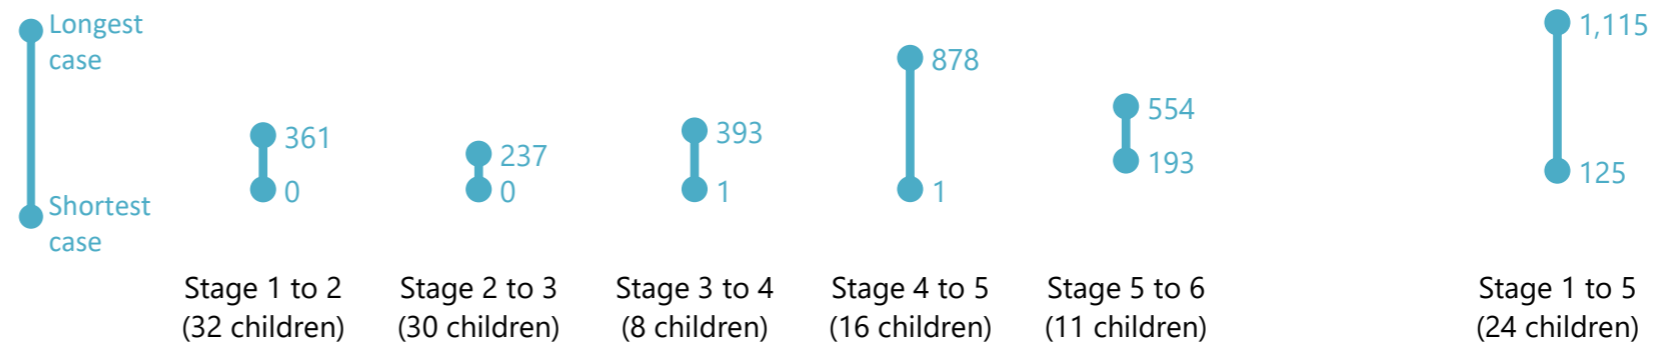 Longest
case
Shortest
case
361
0
237
0
393
1
878
1
554
193
1,115
125
Stage 1 to 2
(32 children)
Stage 2 to 3
(30 children)
Stage 3 to 4
(8 children)
Stage 4 to 5
(16 children)
Stage 5 to 6
(11 children)
Stage 1 to 5
(24 children)